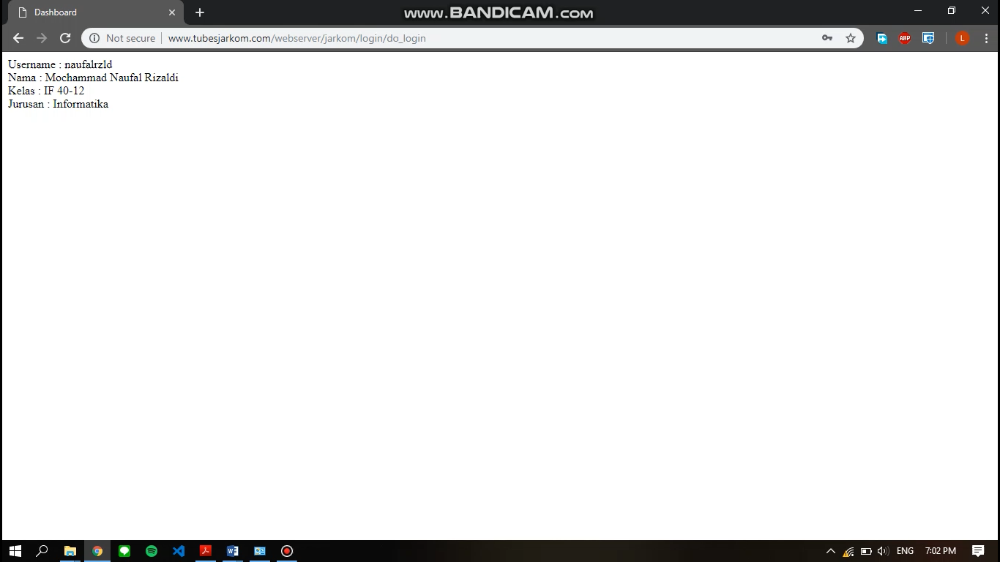 Dashboard
www.BANDICAM.com
Not secure
www.tubesjarkom.com/webserver/jarkom/login/do_login
ABP
L
Username : naufalrzld
Nama : Mochammad Naufal Rizaldi
Kelas : IF 40-12
Jurusan : Informatika
ENG
7:02 PM